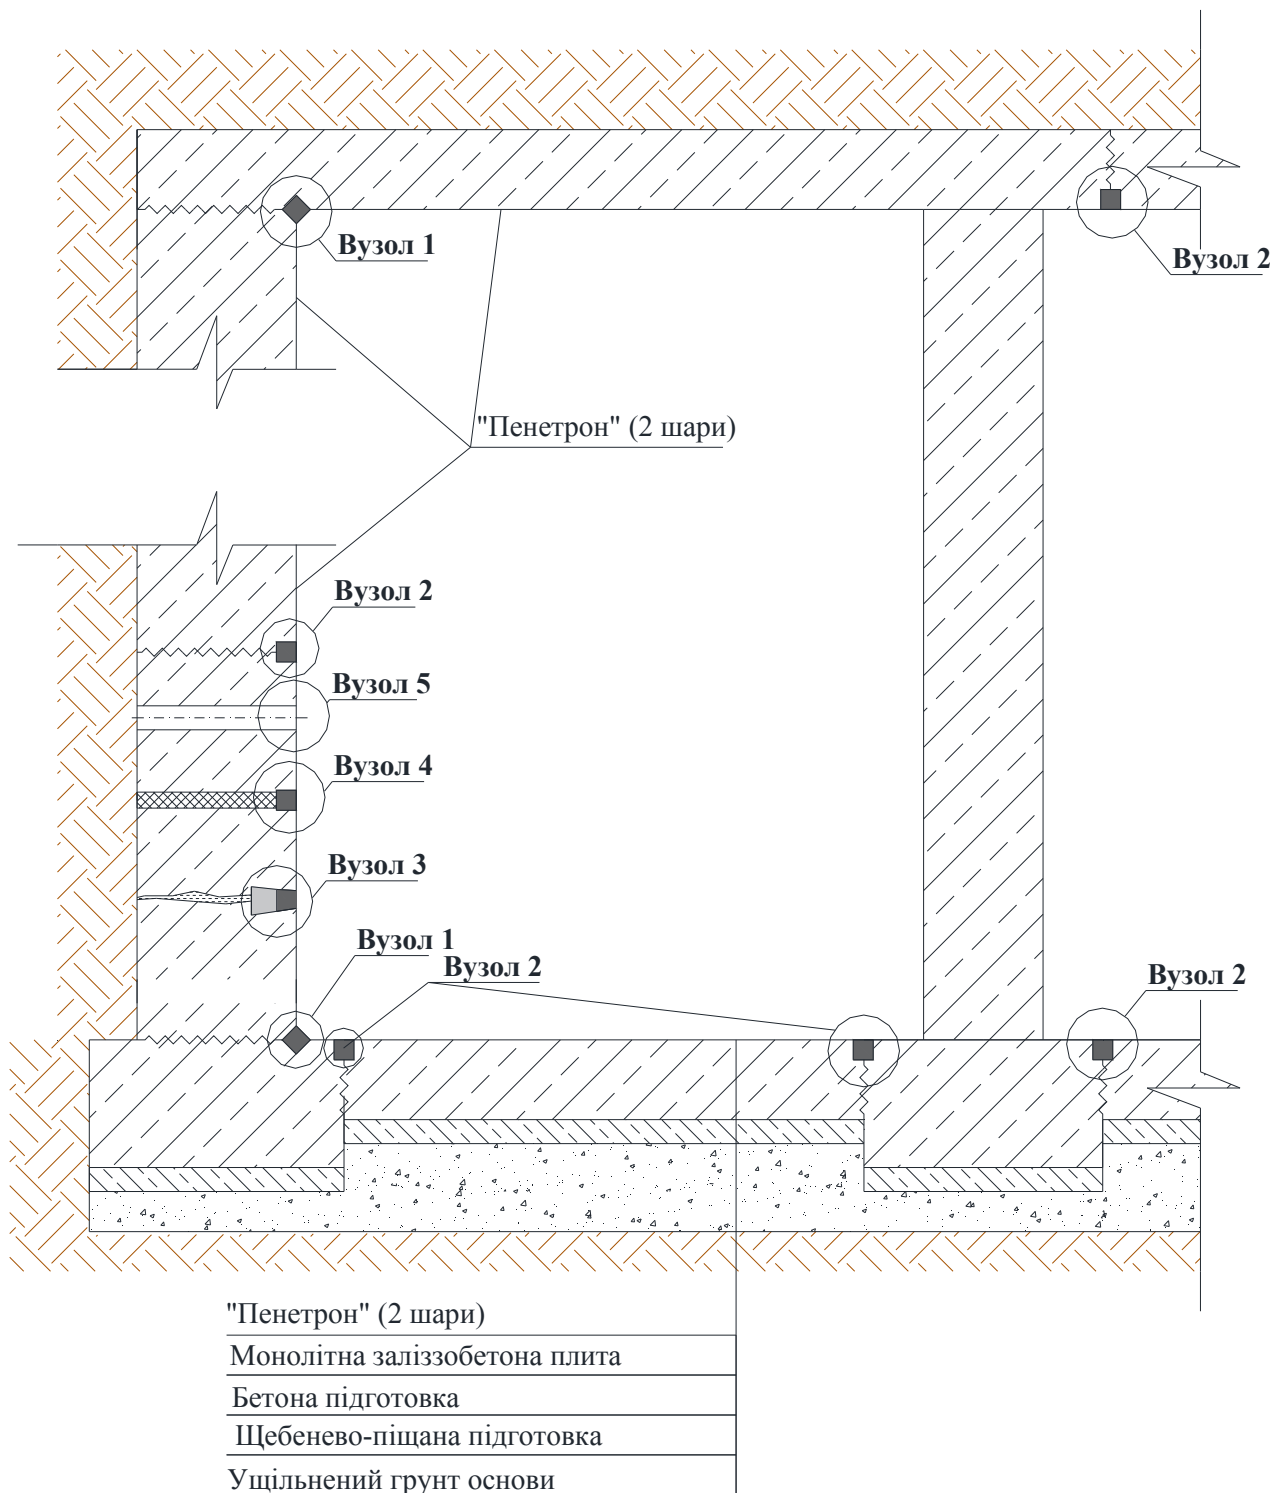 Вузол 1
Вузол 2
"Пенетрон" (2 шари)
Вузол 2
Вузол 5
Вузол 4
Вузол 3
Вузол 1
Вузол 2
Вузол 2
"Пенетрон" (2 шари)
Монолітна заліззобетона плита
Бетона підготовка
Щебенево-піщана підготовка
Ущільнений грунт основи